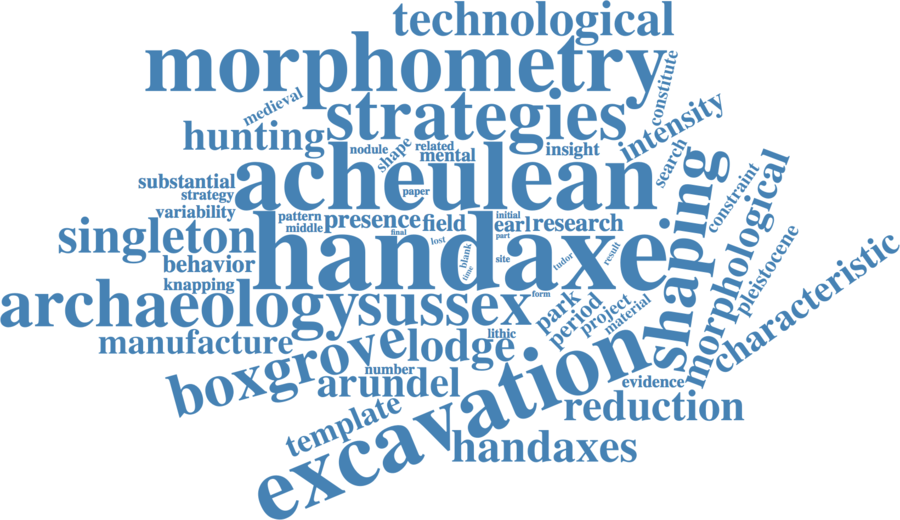 technological
morphometry
constitute
medieval
strategies
intensity
hunting
nodule
shape
related
mental
insight
search
substantial
strategy
acheulean
paper
shaping
constraint
morphological
variability
pattern
middle
presence
final
field
lost
initial
earl
part
research
singleton
handaxe
blank
time
site
tudor
result
pleistocene
characteristic
behavior
knapping
archaeology
sussex
form
park
period
project
material
manufacture
boxgrove
lodge
lithic
number
arundel
excavation
evidence
reduction
template
handaxes